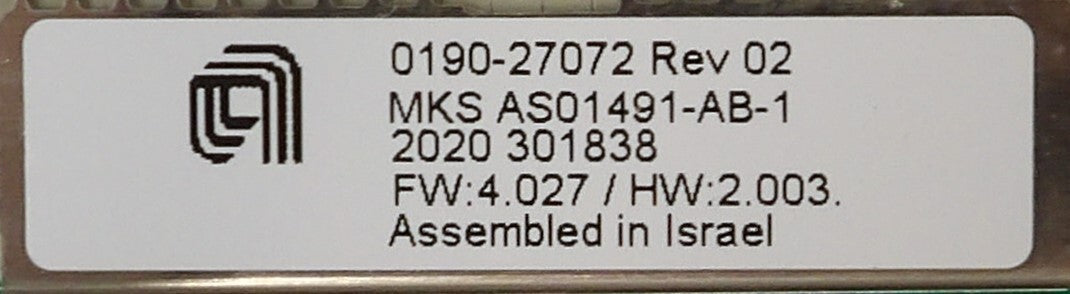 0190-27072 Rev 02
MKS AS01491-AB-1
2020 301838
FW:4.027 / HW:2.003.
Assembled in Israel